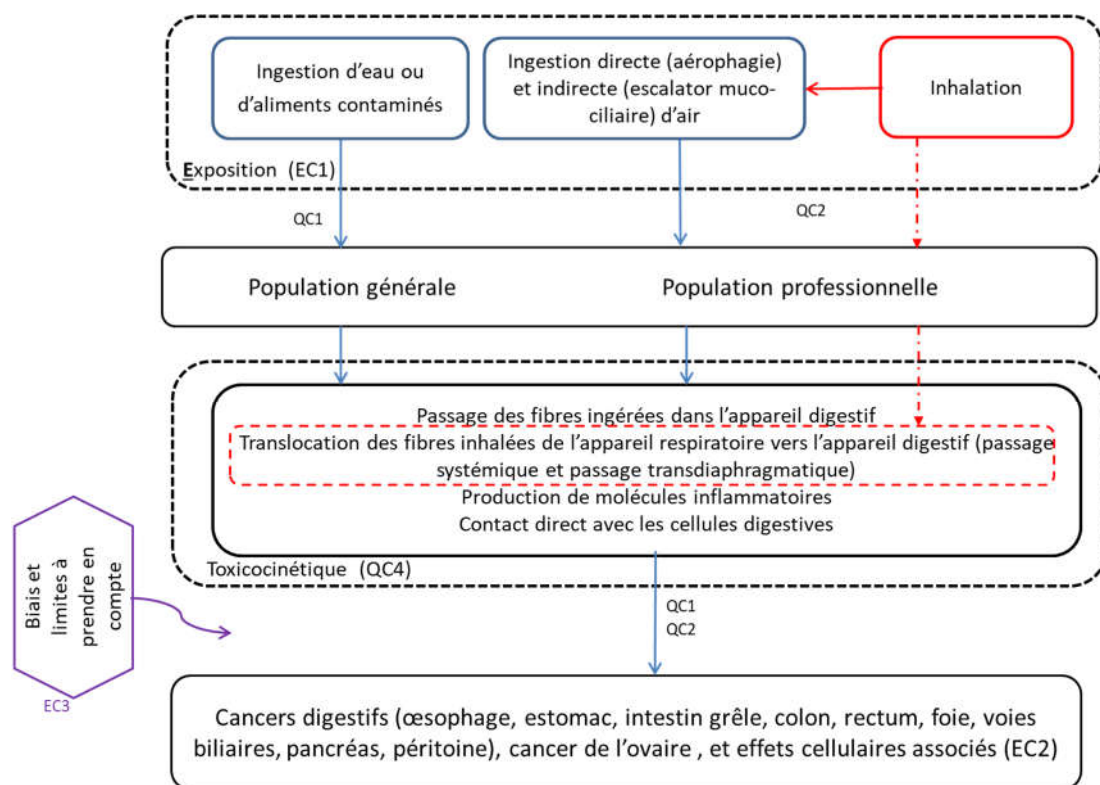 Ingestion d'eau ou
d'aliments contaminés
Ingestion directe (aérophagie)
et indirecte (escalator muco-
ciliaire) d'air
Inhalation
Exposition (EC1)
QC1
QC2
Population générale
Population professionnelle
Passage des fibres ingérées dans l'appareil digestif
Translocation des fibres inhalées de l'appareil respiratoire vers l'appareil digestif (passage
systémique et passage transdiaphragmatique)
Production de molécules inflammatoires
Contact direct avec les cellules digestives
Toxicocinétique (QC4)
Biais et
limites à
prendre en
compte
EC3
QC1
QC2
Cancers digestifs (œsophage, estomac, intestin grêle, colon, rectum, foie, voies
biliaires, pancréas, péritoine), cancer de l'ovaire , et effets cellulaires associés (EC2)